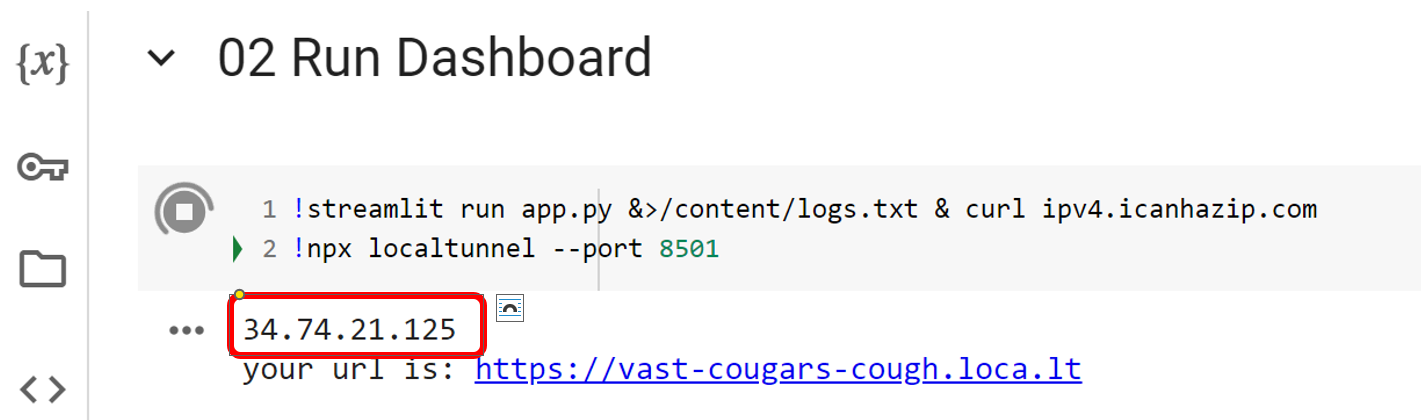 {x}
02 Run Dashboard
1 !streamlit run app.py &>/content/logs.txt & curl ipv4.icanhazip.com
2 !npx localtunnel --port 8501
34.74.21.125
your url is: https://vast-cougars-cough.loca.lt